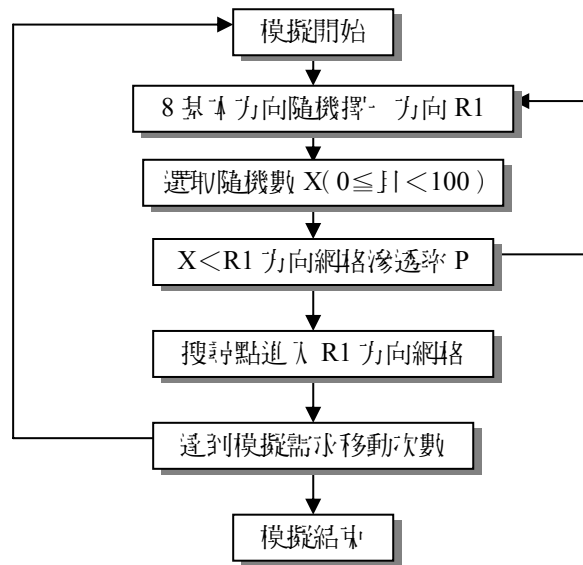 模擬開始
8 基本方向隨機擇一方向 R1
選取隨機數 X( 0≦且<100 )
X<R1 方向網格滲透率 P
搜尋點進入 R1 方向網格
達到模擬需求移動次數
模擬結束